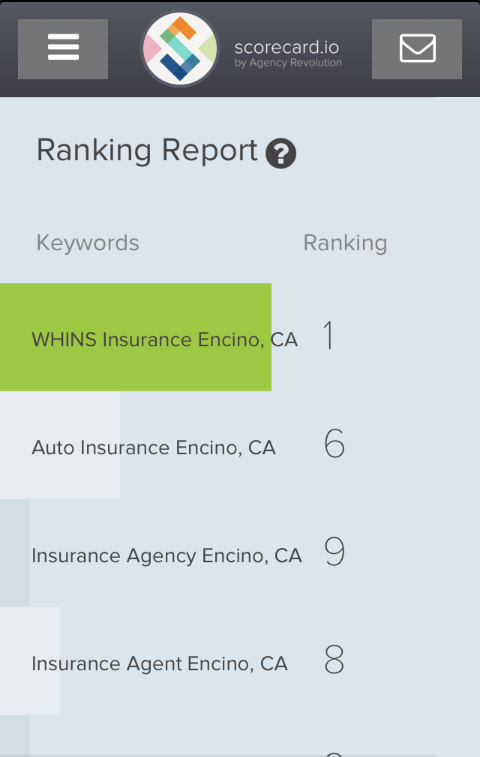 scorecard.io
by Agency Revolution
Ranking Report ?
Keywords Ranking
WHINS Insurance Encino, CA 1
Auto Insurance Encino, CA 6
Insurance Agency Encino, CA 9
Insurance Agent Encino, CA 8